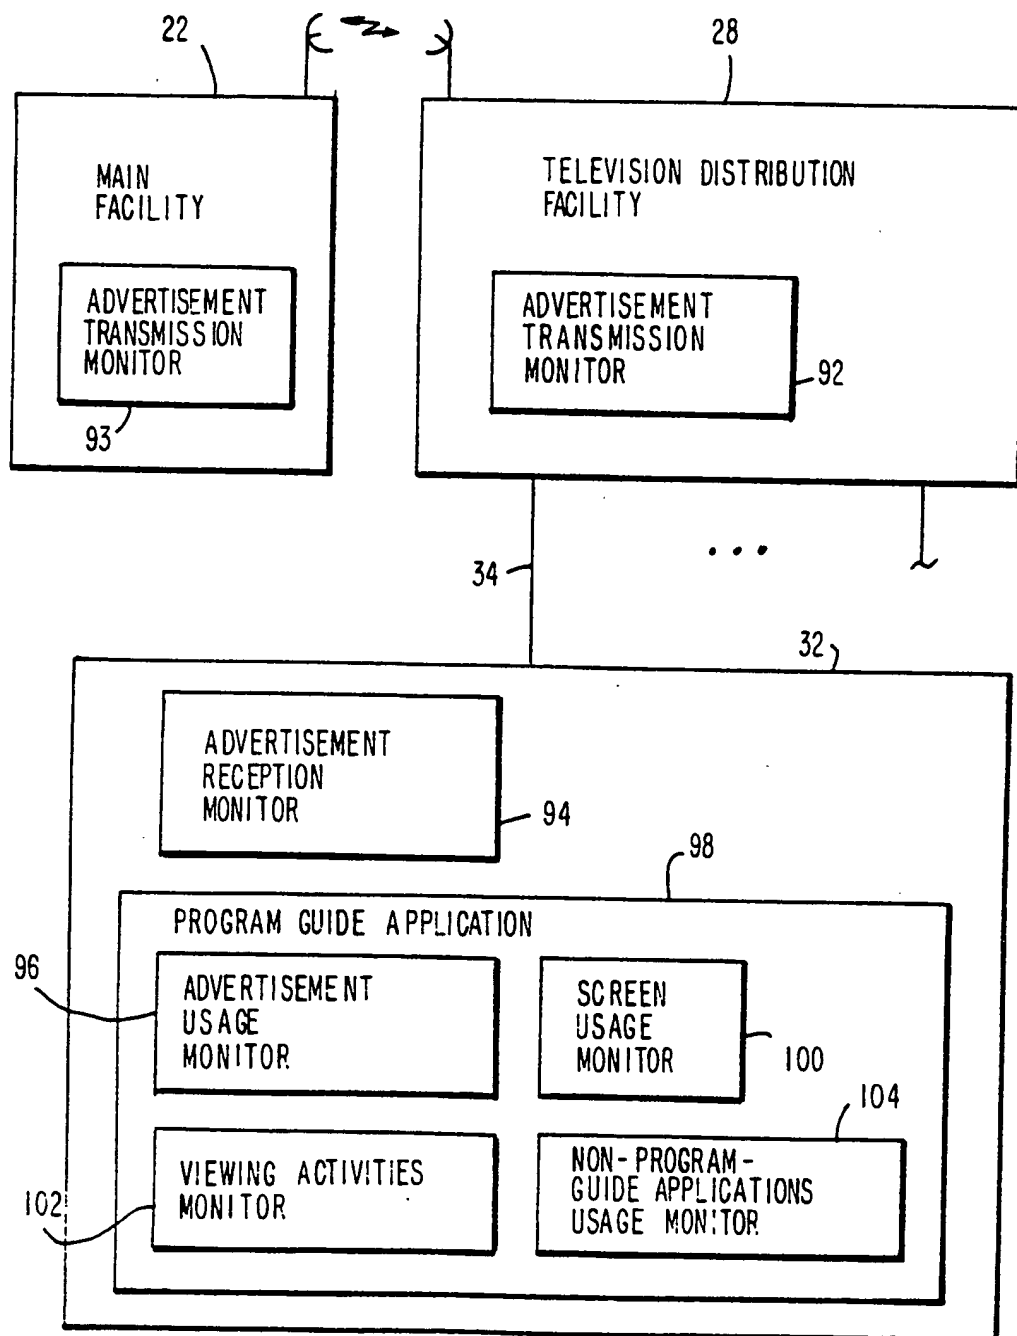 22
28
MAIN
FACILITY
TELEVISION DISTRIBUTION
FACILITY
ADVERTISEMENT
TRANSMISSION
MONITOR
ADVERTISEMENT
TRANSMISSION
MONITOR
92
93
34
...
32
ADVERTISEMENT
RECEPTION
MONITOR
94
98
PROGRAM GUIDE APPLICATION
96
ADVERTISEMENT
USAGE
MONITOR
SCREEN
USAGE
MONITOR
100
104
VIEWING ACTIVITIES
MONITOR
102
NON-PROGRAM-
GUIDE APPLICATIONS
USAGE MONITOR